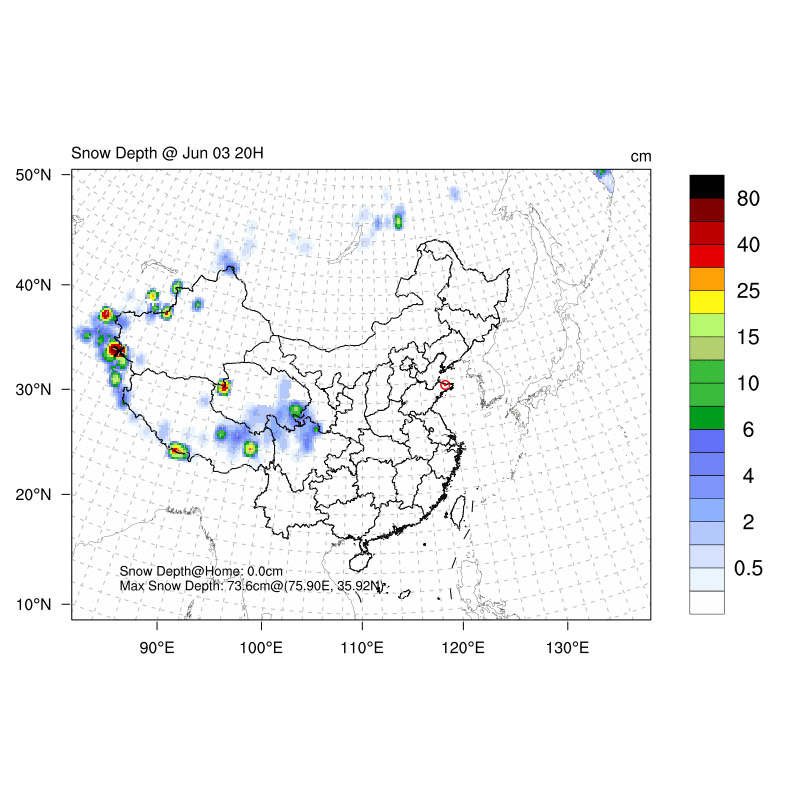 Snow Depth @ Jun 03 20H
cm
50°N
40°N
30°N
20°N
10°N
90°E
100°E
110°E
120°E
130°E
80
40
25
15
10
6
4
2
0.5
Snow Depth@Home: 0.0cm
Max Snow Depth: 73.6cm@(75.90E, 35.92N)